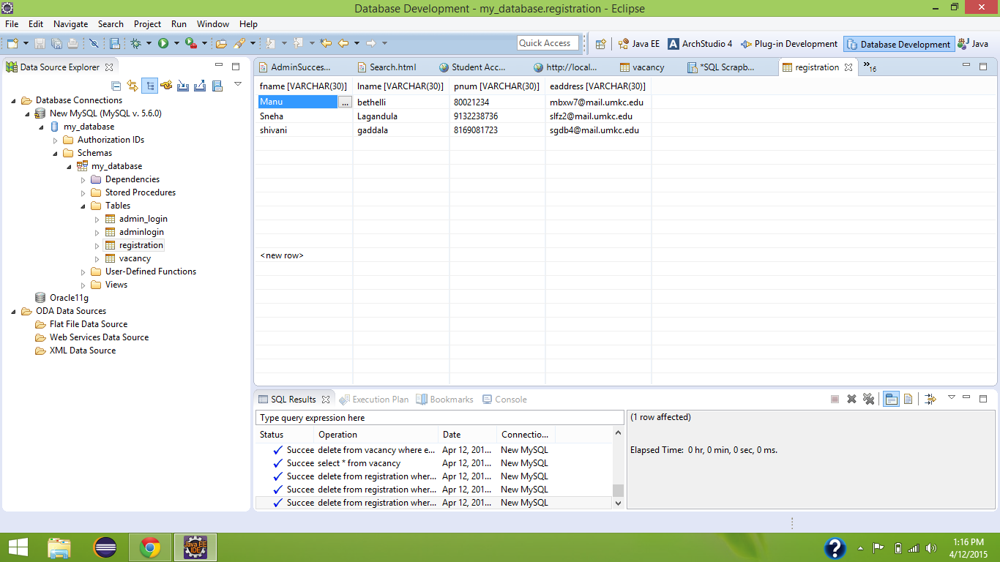 Database Development - my_database.registration - Eclipse
File Edit Navigate Search Project Run Window Help
Quick Access
Java EE
ArchStudio 4
Plug-in Development
Database Development
Java
Data Source Explorer
Database Connections
New MySQL (MySQL v. 5.6.0)
my_database
Authorization IDs
Schemas
my_database
Dependencies
Stored Procedures
Tables
admin_login
adminlogin
registration
vacancy
User-Defined Functions
Views
Oracle11g
ODA Data Sources
Flat File Data Source
Web Services Data Source
XML Data Source
AdminSucces... Search.html Student Acc... http://local... vacancy *SQL Scrapb... registration »16
fname [VARCHAR(30)] lname [VARCHAR(30)] pnum [VARCHAR(30)] eaddress [VARCHAR(30)]
Manu ... bethelli 80021234 mbxw7@mail.umkc.edu
Sneha Lagandula 9132238736 slfz2@mail.umkc.edu
shivani gaddala 8169081723 sgdb4@mail.umkc.edu
<new row>
SQL Results Execution Plan Bookmarks Console
Type query expression here
Status Operation Date Connectio...
Succee delete from vacancy where e... Apr 12, 201... New MySQL
Succee select * from vacancy Apr 12, 201... New MySQL
Succee delete from registration wher... Apr 12, 201... New MySQL
Succee delete from registration wher... Apr 12, 201... New MySQL
Succee delete from registration wher... Apr 12, 201... New MySQL
(1 row affected)
Elapsed Time: 0 hr, 0 min, 0 sec, 0 ms.
Java EE
IDE
1:16 PM
4/12/2015